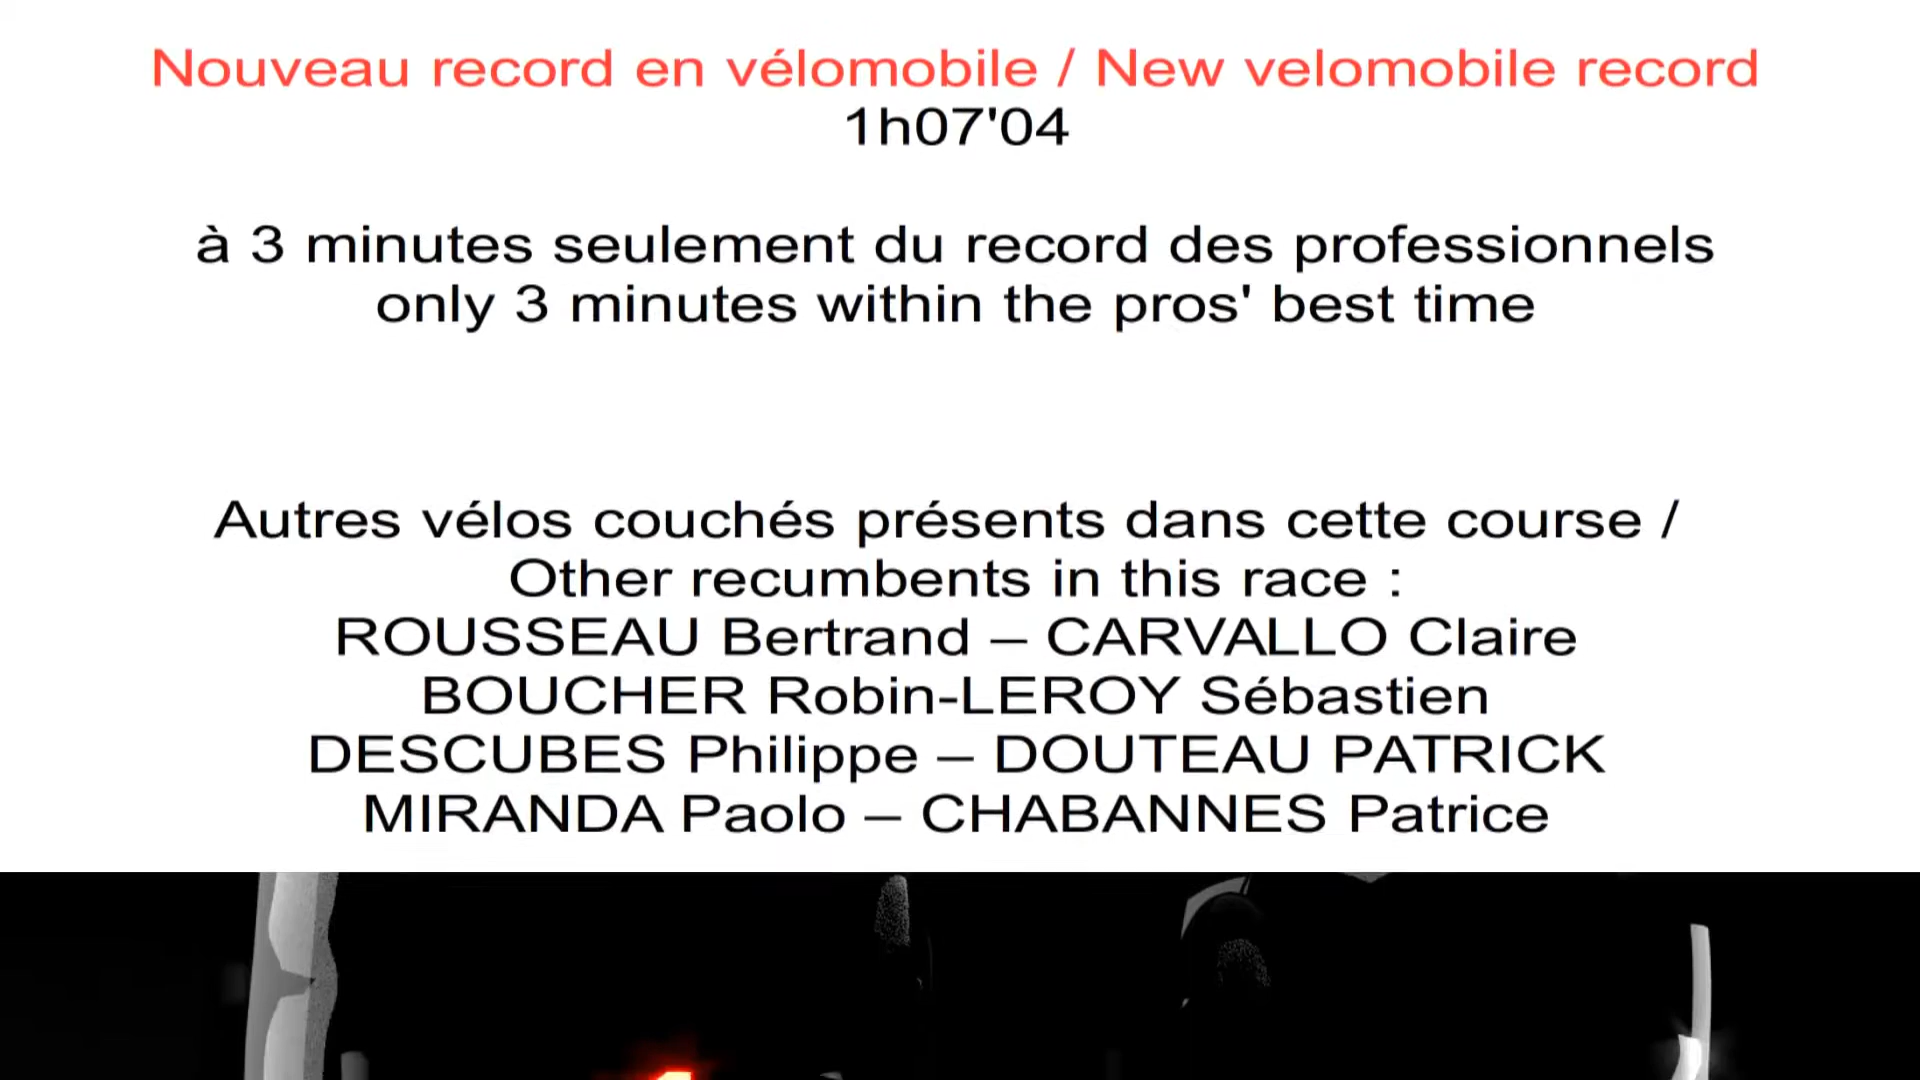 Nouveau record en vélomobile / New velomobile record
1h07'04
à 3 minutes seulement du record des professionnels
only 3 minutes within the pros' best time
Autres vélos couchés présents dans cette course /
Other recumbents in this race :
ROUSSEAU Bertrand – CARVALLO Claire
BOUCHER Robin-LEROY Sébastien
DESCUBES Philippe – DOUTEAU PATRICK
MIRANDA Paolo – CHABANNES Patrice